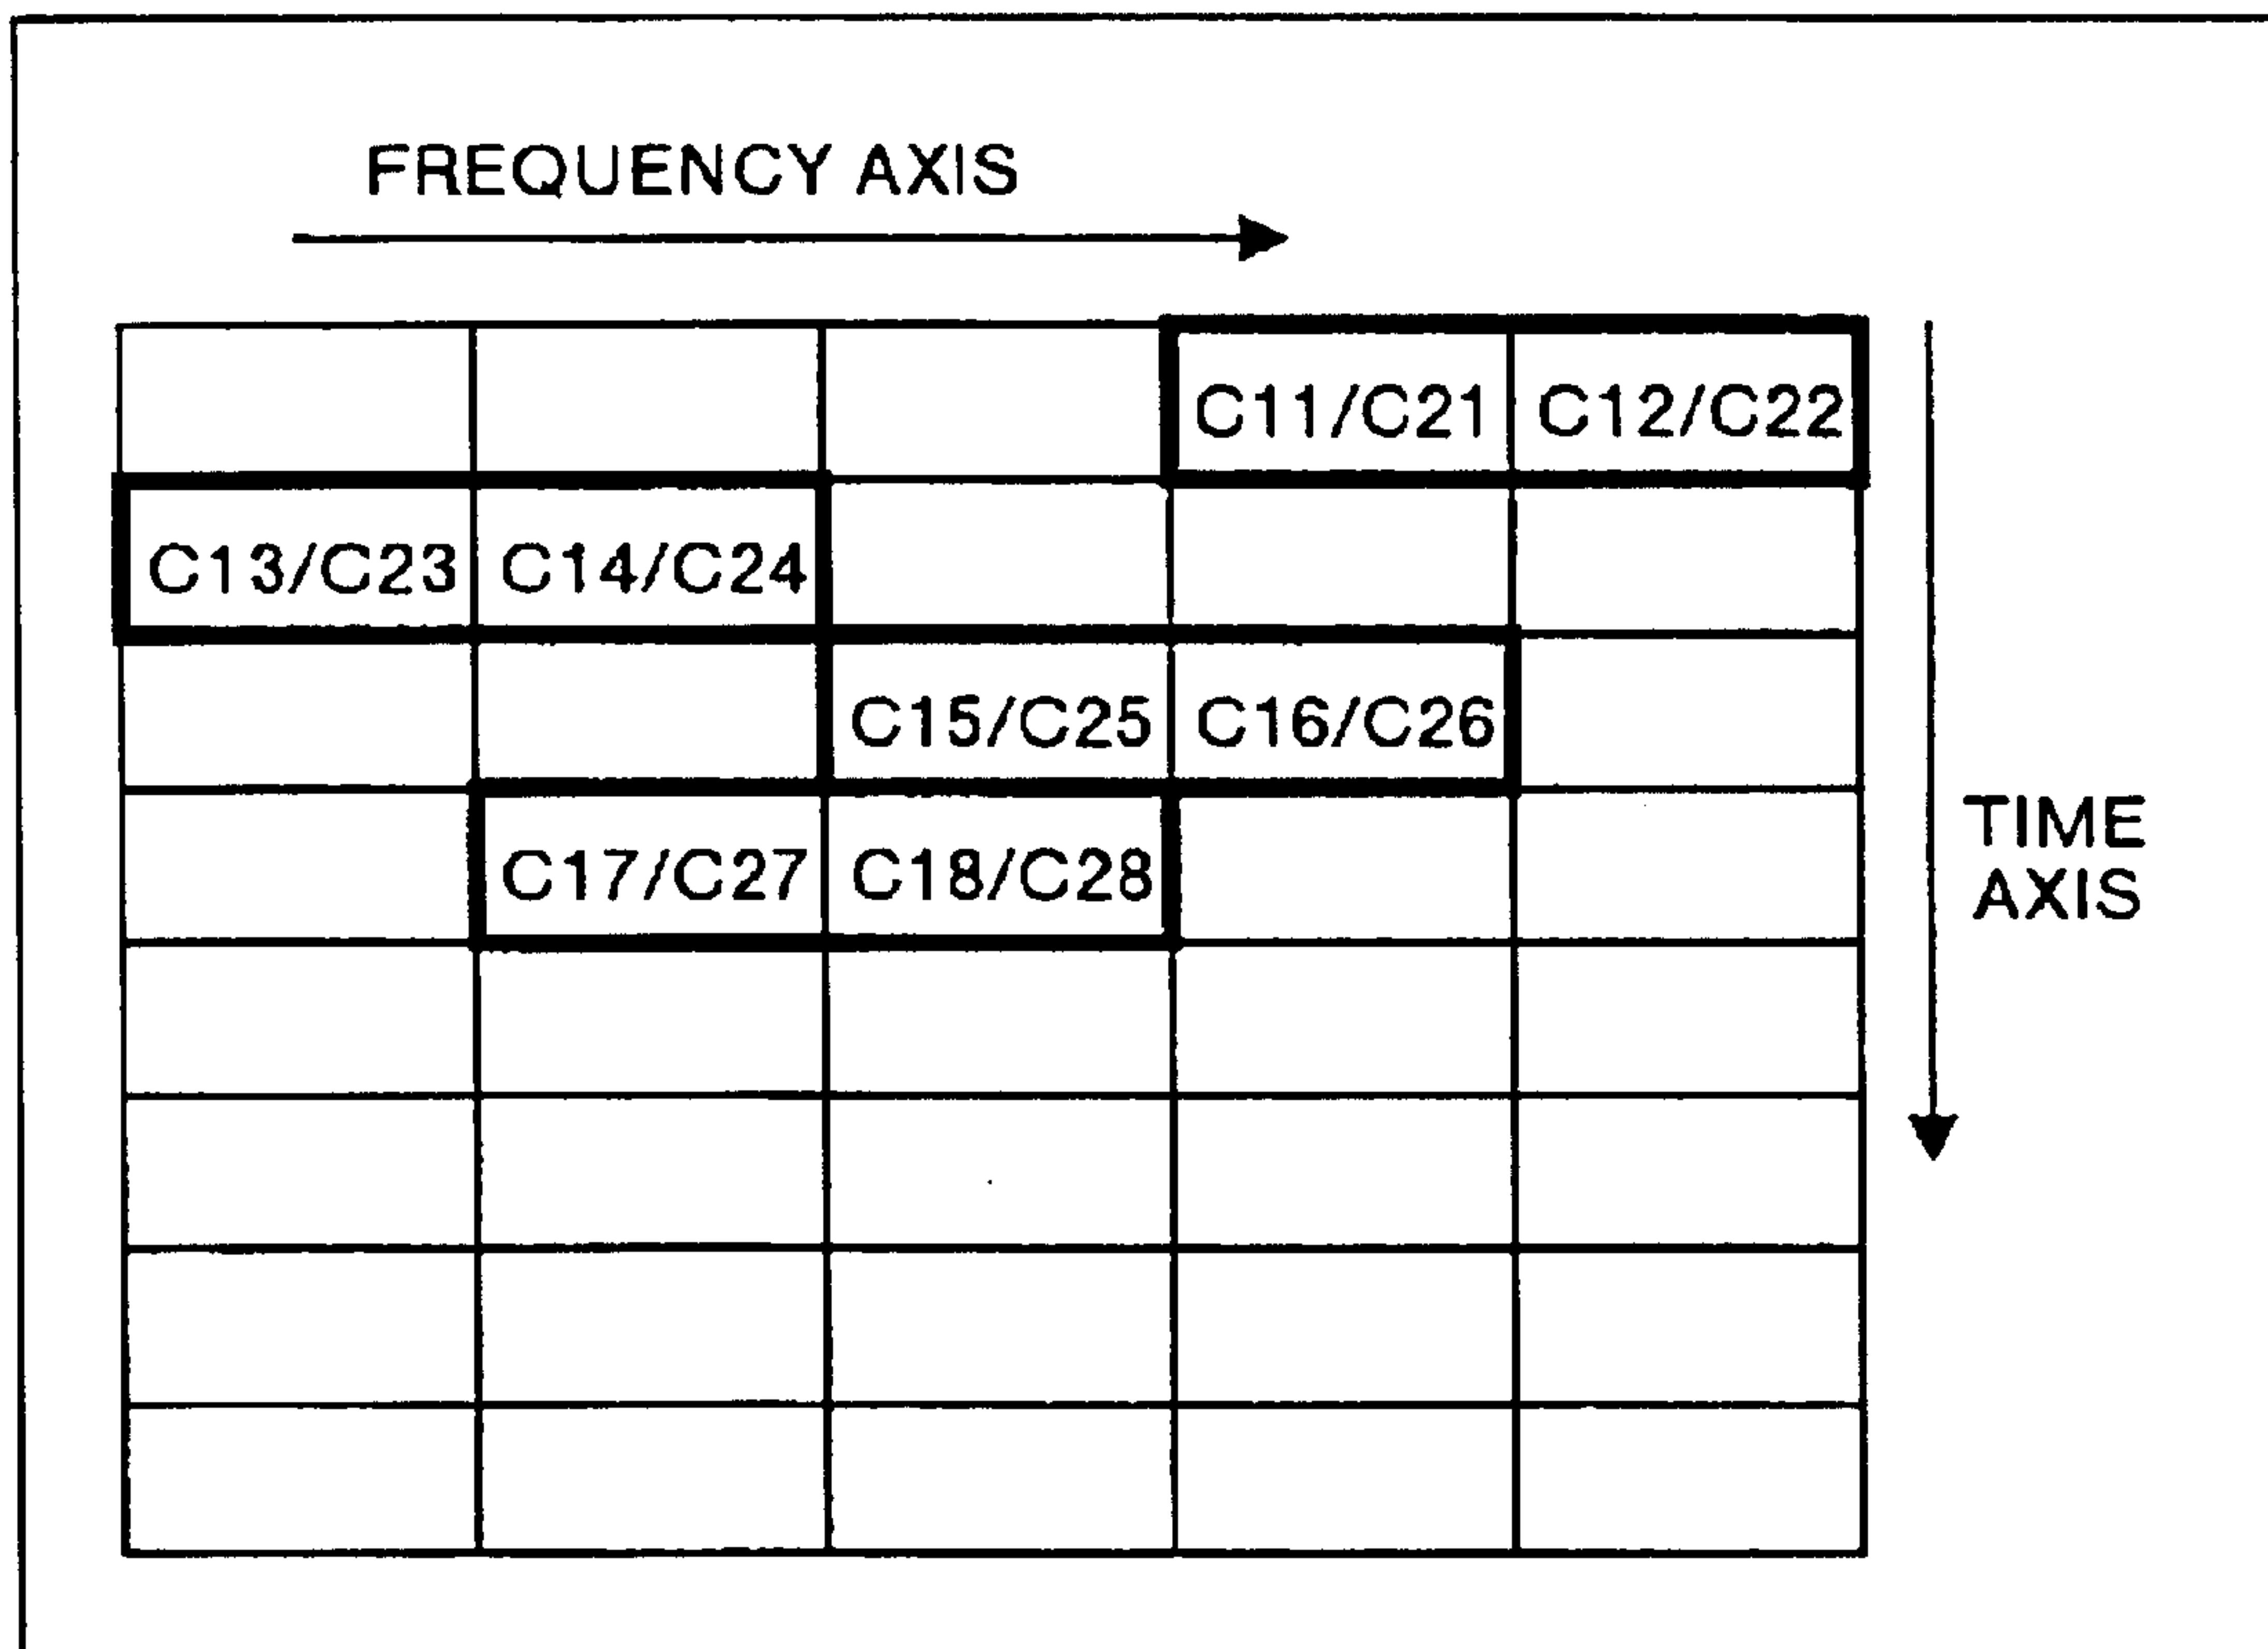 FREQUENCY AXIS
C11/C21 C12/C22
C13/C23 C14/C24
C15/C25 C16/C26
C17/C27 C18/C28
TIME
AXIS